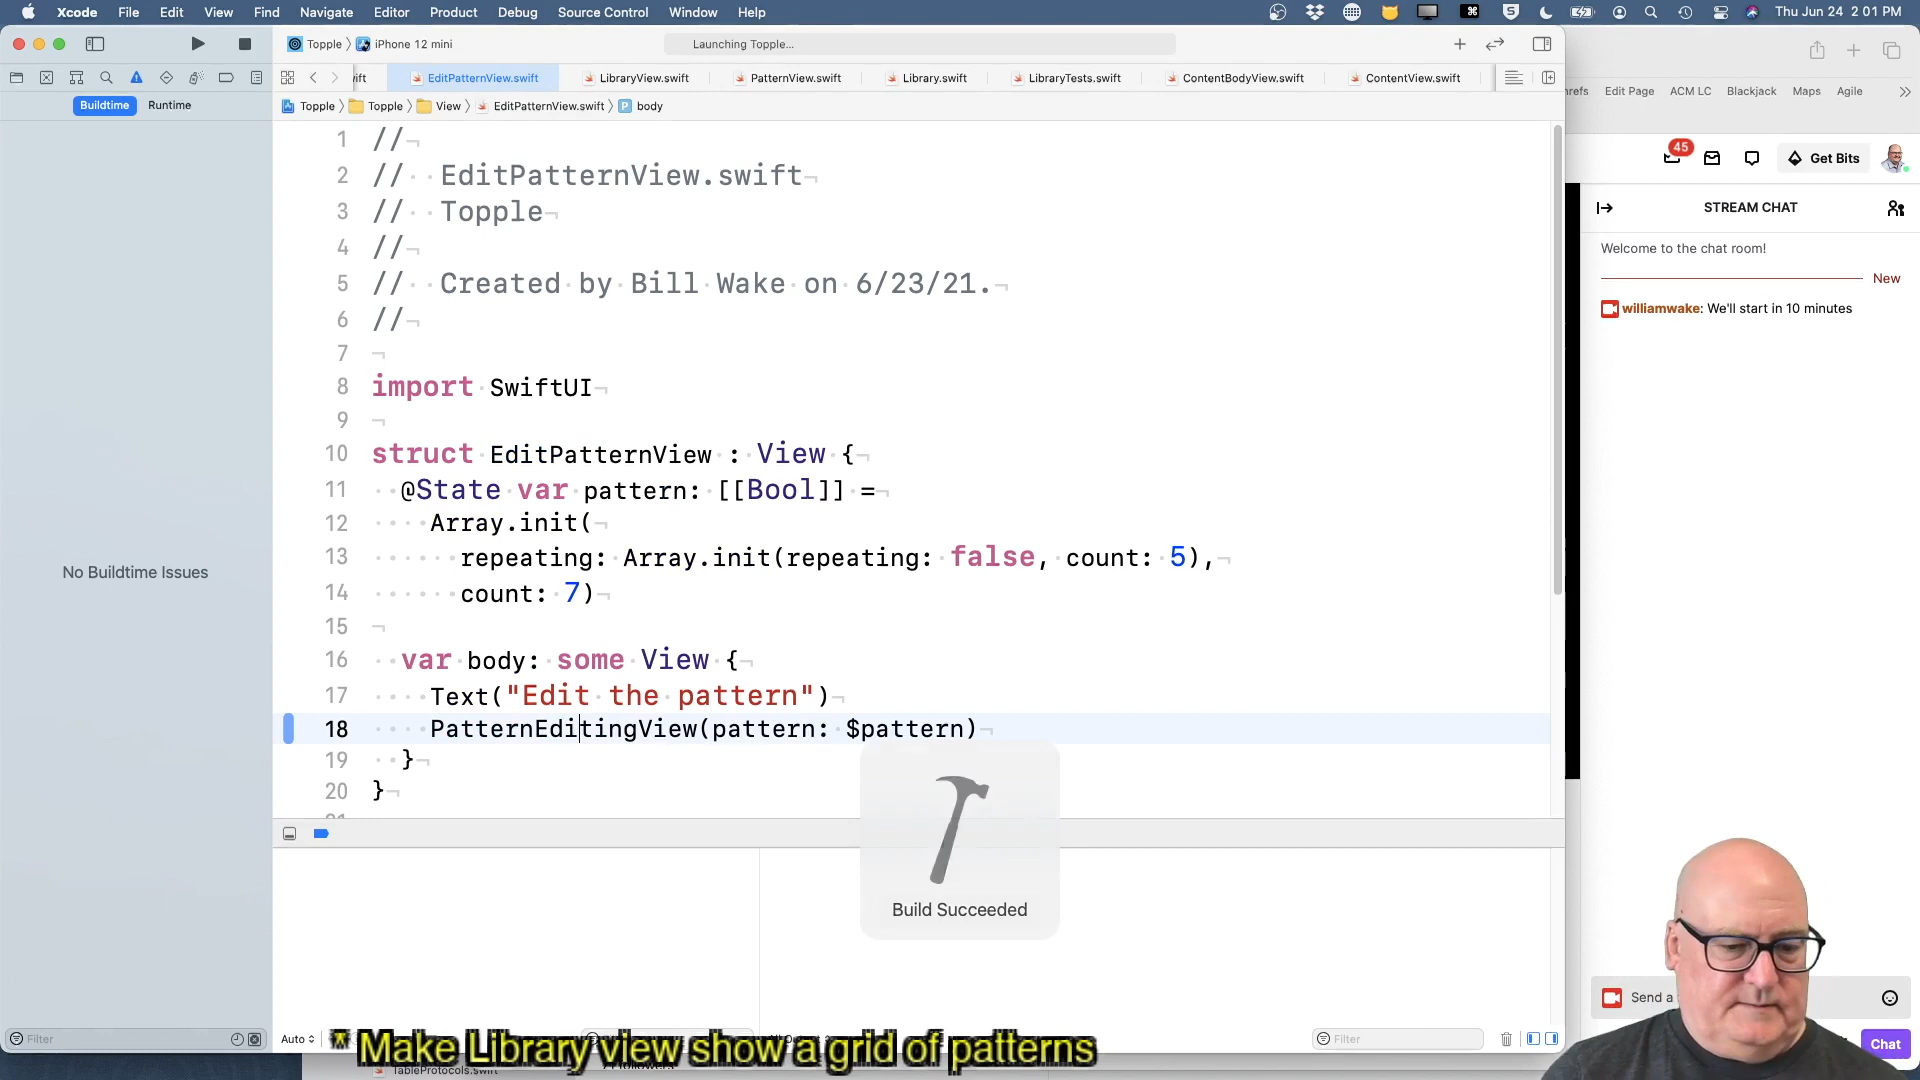 Xcode File Edit View Find Navigate Editor Product Debug Source Control Window Help
Thu Jun 24 2:01 PM
Topple iPhone 12 mini
Launching Topple...
EditPatternView.swift LibraryView.swift PatternView.swift Library.swift LibraryTests.swift ContentBodyView.swift ContentView.swift
Buildtime Runtime
Topple Topple View EditPatternView.swift body
1 //
2 // EditPatternView.swift
3 // Topple
4 //
5 // Created by Bill Wake on 6/23/21.
6 //
7
8 import SwiftUI
9
10 struct EditPatternView : View {
11 @State var pattern: [[Bool]] =
12 Array.init(
13 repeating: Array.init(repeating: false, count: 5),
14 count: 7)
15
16 var body: some View {
17 Text("Edit the pattern")
18 PatternEditingView(pattern: $pattern)
19 }
20 }
No Buildtime Issues
Build Succeeded
Filter
Auto
Filter
* Make Library view show a grid of patterns
TableProtocols.swift
Edit Page ACM LC Blackjack Maps Agile
45
Get Bits
STREAM CHAT
Welcome to the chat room!
New
williamwake: We'll start in 10 minutes
Send a
Chat